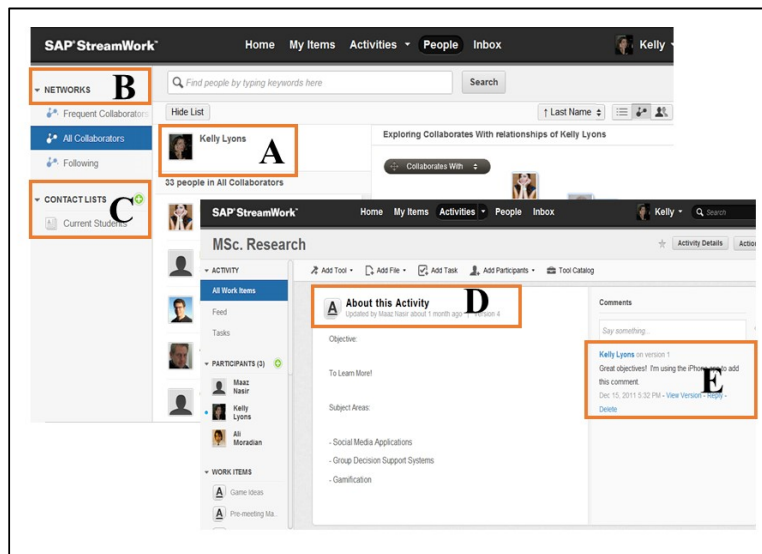 SAP StreamWork™
Home My Items Activities People Inbox
Kelly
NETWORKS
B
Find people by typing keywords here
Search
Frequent Collaborators
Hide List
↑ Last Name
All Collaborators
Kelly Lyons
A
Exploring Collaborates With relationships of Kelly Lyons
Following
Collaborates With
33 people in All Collaborators
CONTACT LISTS
C
Current Students
SAP StreamWork™
Home My Items Activities People Inbox
Kelly
Search
MSc. Research
Activity Details
Action
ACTIVITY
Add Tool Add File Add Task Add Participants Tool Catalog
All Work Items
Feed
Tasks
About this Activity
D
Updated by Maaz Nasir about 1 month ago | Version 4
Objective:
To Learn More!
Subject Areas:
- Social Media Applications
- Group Decision Support Systems
- Gamification
Comments
Say something...
Kelly Lyons on version 1
Great objectives! I'm using the iPhone app to add
this comment.
E
Dec 15, 2011 5:32 PM - View Version - Reply -
Delete
PARTICIPANTS (3)
Maaz
Nasir
Kelly
Lyons
Ali
Moradian
WORK ITEMS
Game Ideas
Pre-meeting Ma..